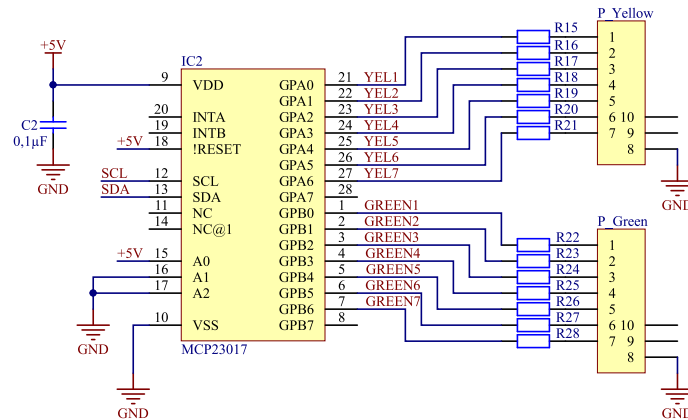 P_Yellow
+5V
IC2
R15
R16
R17
R18
R19
R20
R21
1
2
3
4
5
6 10
7 9
8
GND
C2
0,1µF
GND
9 VDD GPA0 21 YEL1
GPA1 22 YEL2
20 INTA GPA2 23 YEL3
19 INTB GPA3 24 YEL4
+5V 18 !RESET GPA4 25 YEL5
GPA5 26 YEL6
SCL 12 SCL GPA6 27 YEL7
SDA 13 SDA GPA7 28
11 NC GPB0 1 GREEN1
14 NC@1 GPB1 2 GREEN2
GPB2 3 GREEN3
+5V 15 A0 GPB3 4 GREEN4
16 A1 GPB4 5 GREEN5
17 A2 GPB5 6 GREEN6
GPB6 7 GREEN7
10 VSS GPB7 8
MCP23017
GND
GND
P_Green
R22
R23
R24
R25
R26
R27
R28
1
2
3
4
5
6 10
7 9
8
GND